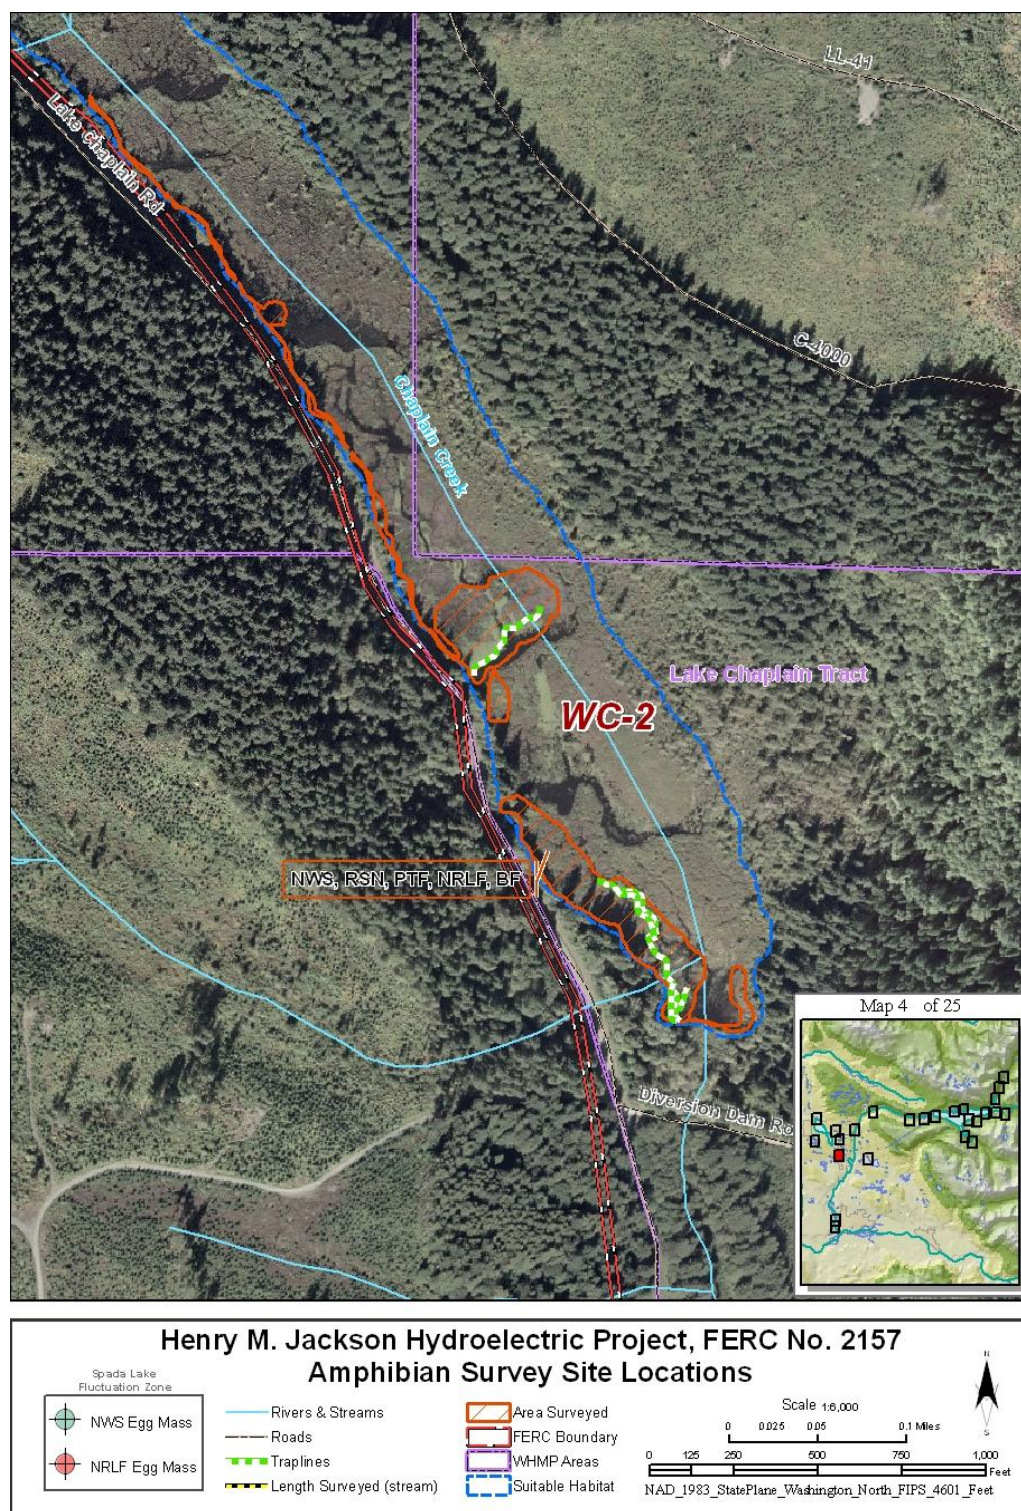 LL-41
Lake Chaplain Rd
C-4000
Chaplain Creek
Lake Chaplain Tract
WC-2
NWS, RSN, PTF, NRLF, BF
Diversion Dam Ro
Map 4 of 25
Henry M. Jackson Hydroelectric Project, FERC No. 2157
Amphibian Survey Site Locations
Spada Lake
Fluctuation Zone
NWS Egg Mass
NRLF Egg Mass
Rivers & Streams
Roads
Traplines
Length Surveyed (stream)
Area Surveyed
FERC Boundary
WHMP Areas
Suitable Habitat
Scale 1:6,000
0 0.025 0.05 0.1 Miles
0 125 250 500 750 1,000
Feet
NAD_1983_StatePlane_Washington_North_FIPS_4601_Feet
N
S